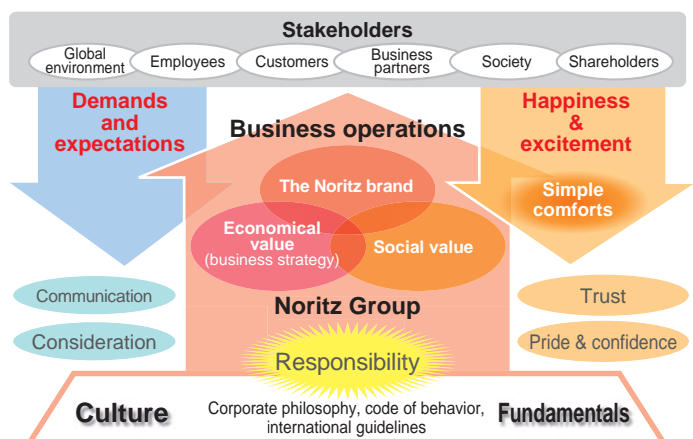 Stakeholders
Global
environment
Employees
Customers
Business
partners
Society
Shareholders
Demands
and
expectations
Business operations
Happiness
&
excitement
The Noritz brand
Simple
comforts
Economical
value
(business strategy)
Social value
Communication
Consideration
Noritz Group
Trust
Pride & confidence
Responsibility
Culture
Corporate philosophy, code of behavior,
international guidelines
Fundamentals